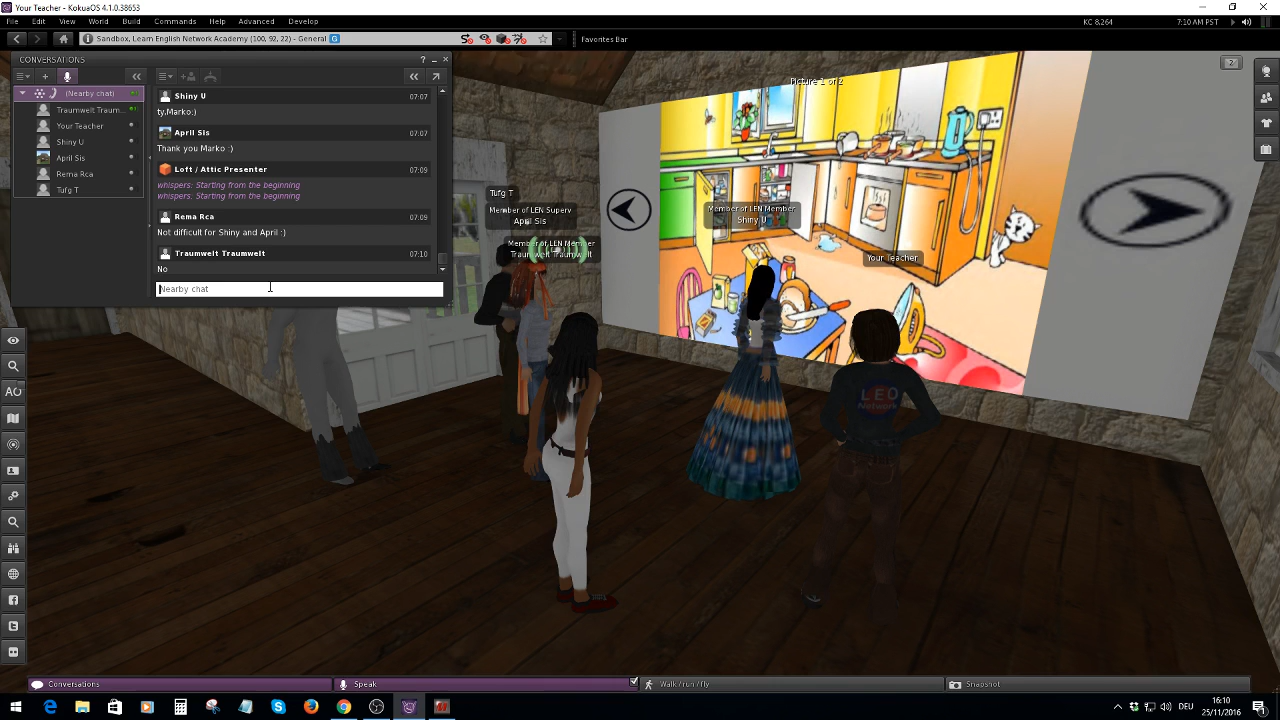 Your Teacher - KokuaOS 4.1.0.38653
File Edit View World Build Commands Help Advanced Develop
KC 8,264
7:10 AM PST
Sandbox, Learn English Network Academy (100, 92, 22) - General G
Favorites Bar
CONVERSATIONS
(Nearby chat)
Traumwelt Traum...
Your Teacher
Shiny U
April Sis
Rema Rca
Tufg T
Shiny U 07:07
ty,Marko:)
April Sis 07:07
Thank you Marko :)
Loft / Attic Presenter 07:09
whispers: Starting from the beginning
whispers: Starting from the beginning
Rema Rca 07:09
Not difficult for Shiny and April :)
Traumwelt Traumwelt 07:10
No
Nearby chat
Picture 1 of 2
Tufg T
Member of LEN Superv
April Sis
Member of LEN Member
Traumwelt Traumwelt
Member of LEN Member
Shiny U
Your Teacher
LEO
Network
Conversations
Speak
Walk / run / fly
Snapshot
DEU
16:10
25/11/2016